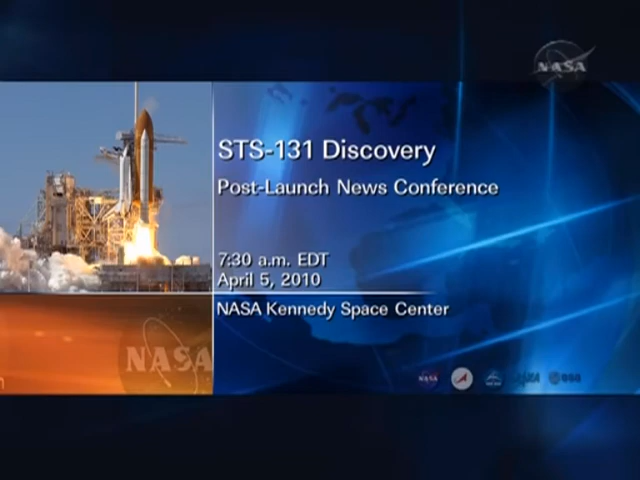 NASA
STS-131 Discovery
Post-Launch News Conference
7:30 a.m. EDT
April 5, 2010
NASA Kennedy Space Center
NASA
NASA